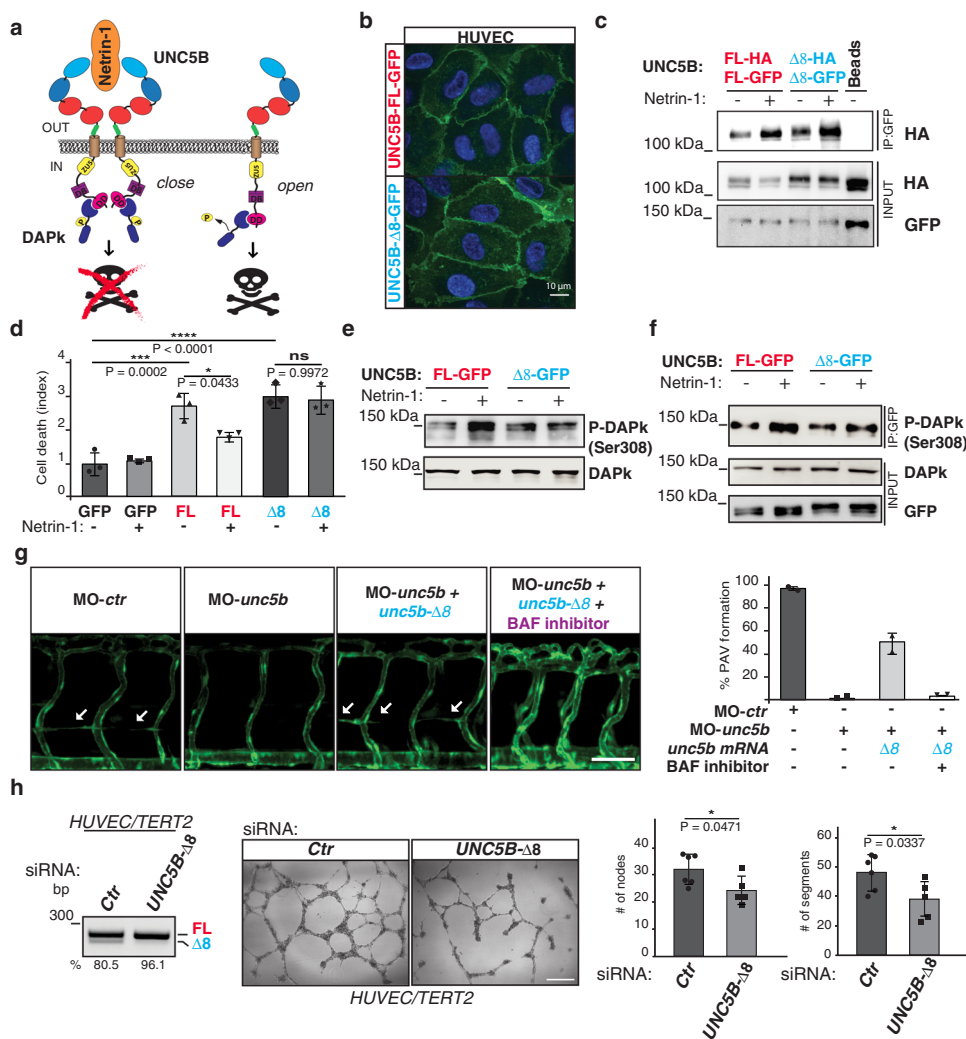 a
Netrin-1
UNC5B
OUT
IN
ZU5
ZU5
DB
DB
close
open
DP
DP
DD
P
P
P
DAPk
b
HUVEC
UNC5B-FL-GFP
UNC5B-Δ8-GFP
10 µm
c
UNC5B:
FL-HA
FL-GFP
Δ8-HA
Δ8-GFP
Beads
Netrin-1:
- + - + -
100 kDa
HA
IP:GFP
100 kDa
HA
150 kDa
GFP
INPUT
d
Cell death (index)
0
1
2
3
4
****
P < 0.0001
***
P = 0.0002
*
P = 0.0433
ns
P = 0.9972
GFP GFP FL FL Δ8 Δ8
Netrin-1: - + - + - +
e
UNC5B:
FL-GFP
Δ8-GFP
Netrin-1:
- + - +
150 kDa
P-DAPk
(Ser308)
150 kDa
DAPk
f
UNC5B:
FL-GFP
Δ8-GFP
Netrin-1:
- + - +
150 kDa
P-DAPk
(Ser308)
IP:GFP
150 kDa
DAPk
150 kDa
GFP
INPUT
g
MO-ctr
MO-unc5b
MO-unc5b +
unc5b-Δ8
MO-unc5b +
unc5b-Δ8 +
BAF inhibitor
% PAV formation
100
80
60
40
20
0
MO-ctr + - - -
MO-unc5b - + + +
unc5b mRNA - - Δ8 Δ8
BAF inhibitor - - - +
h
HUVEC/TERT2
siRNA:
Ctr
UNC5B-Δ8
bp
300
FL
Δ8
% 80.5 96.1
siRNA:
Ctr
UNC5B-Δ8
HUVEC/TERT2
# of nodes
0
20
30
40
50
*
P = 0.0471
siRNA:
Ctr
UNC5B-Δ8
# of segments
0
20
30
40
50
60
*
P = 0.0337
siRNA:
Ctr
UNC5B-Δ8